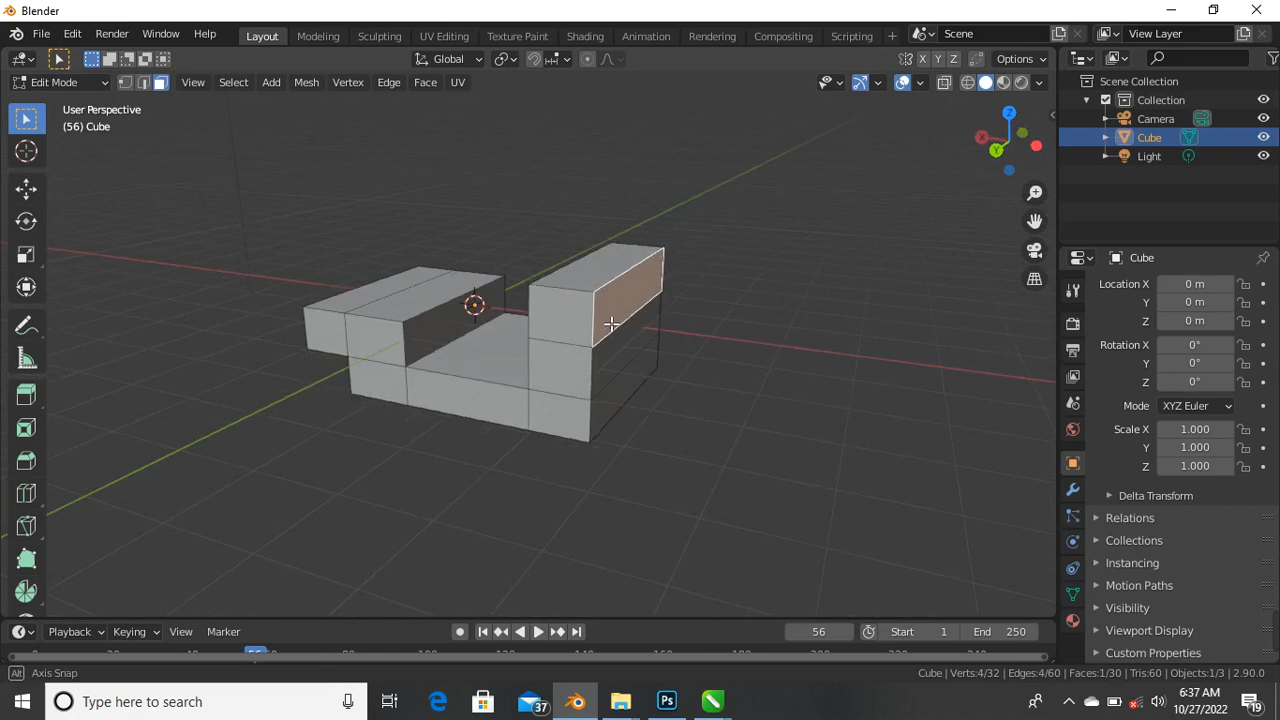 Blender
File Edit Render Window Help Layout Modeling Sculpting UV Editing Texture Paint Shading Animation Rendering Compositing Scripting Scene View Layer
Global X Y Z Options
Edit Mode View Select Add Mesh Vertex Edge Face UV
User Perspective
(56) Cube
Z
Y
Scene Collection
Collection
Camera
Cube
Light
Cube
Location X 0 m
Y 0 m
Z 0 m
Rotation X 0°
Y 0°
Z 0°
Mode XYZ Euler
Scale X 1.000
Y 1.000
Z 1.000
Delta Transform
Relations
Collections
Instancing
Motion Paths
Visibility
Viewport Display
Custom Properties
Playback Keying View Marker 56 Start 1 End 250
56
Alt Axis Snap Cube | Verts:4/32 | Edges:4/60 | Faces:1/30 | Tris:60 | Objects:1/3 | 2.90.0
Type here to search 37 Ps 6:37 AM
10/27/2022 19